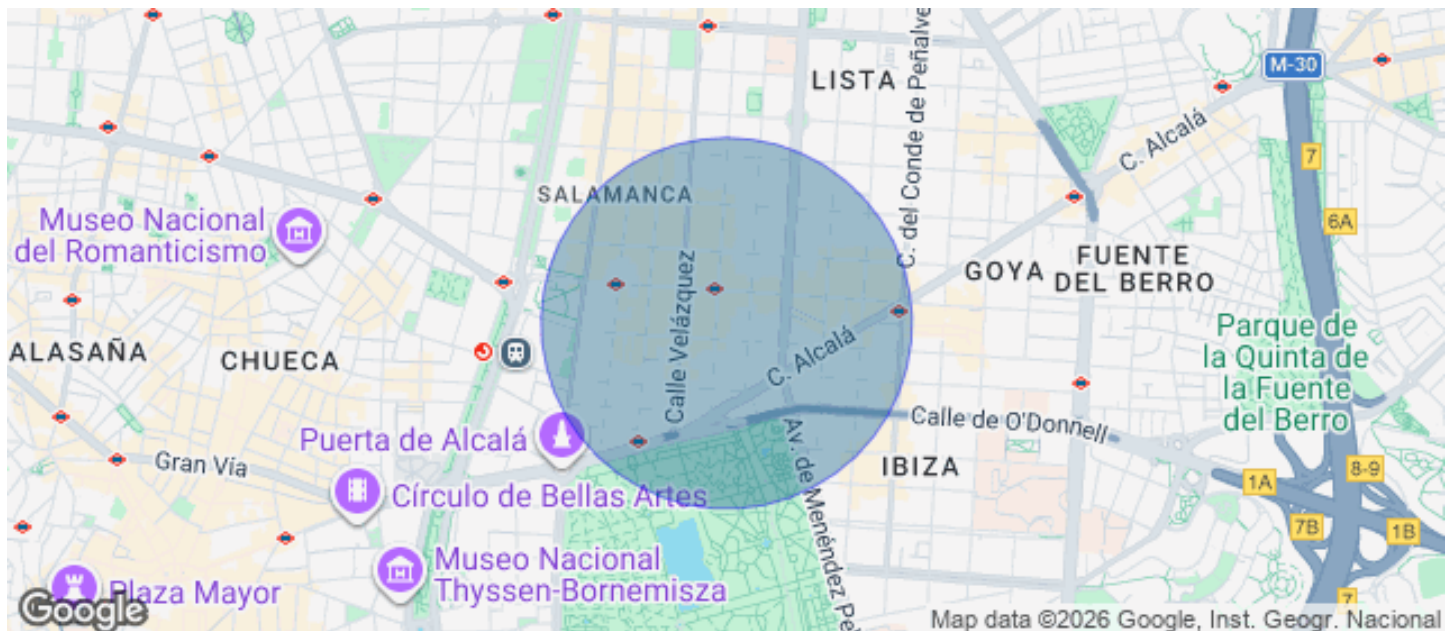 LISTA
C. del Conde de Peñalve
M-30
C. Alcalá
7
SALAMANCA
Museo Nacional
del Romanticismo
6A
Calle Velázquez
GOYA
FUENTE
DEL BERRO
ALASAÑA
CHUECA
C. Alcalá
Parque de
la Quinta de
la Fuente
del Berro
Puerta de Alcalá
Av. de Menéndez Pe
Calle de O'Donnell
Gran Vía
IBIZA
8-9
1A
Círculo de Bellas Artes
7B
1B
Museo Nacional
Thyssen-Bornemisza
Plaza Mayor
7
Google
Map data ©2026 Google, Inst. Geogr. Nacional